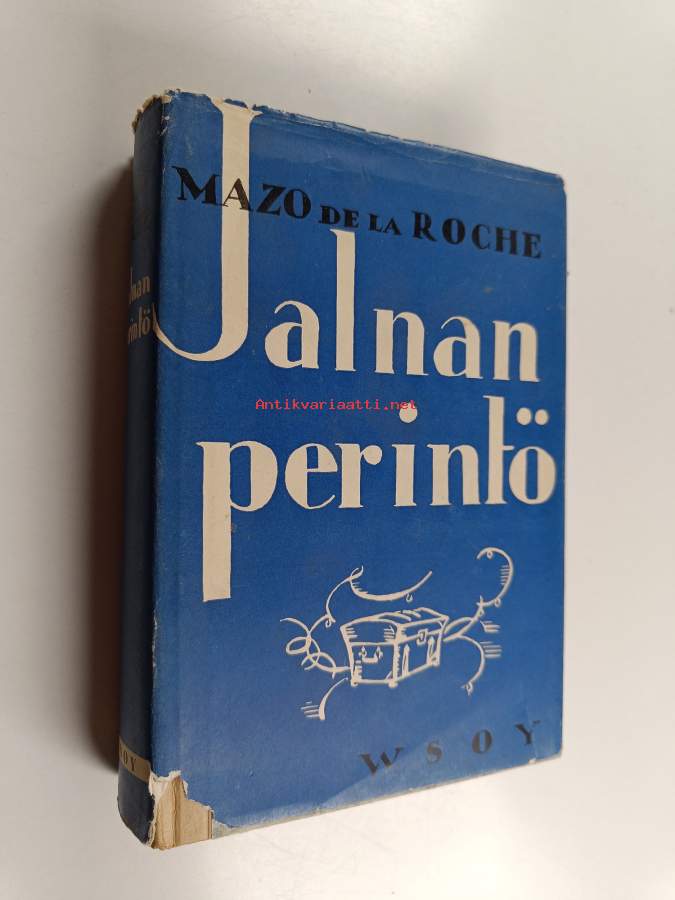 MAZO DE LA ROCHE
Jalnan
perintö
WSOY
Antikvariaatti.net